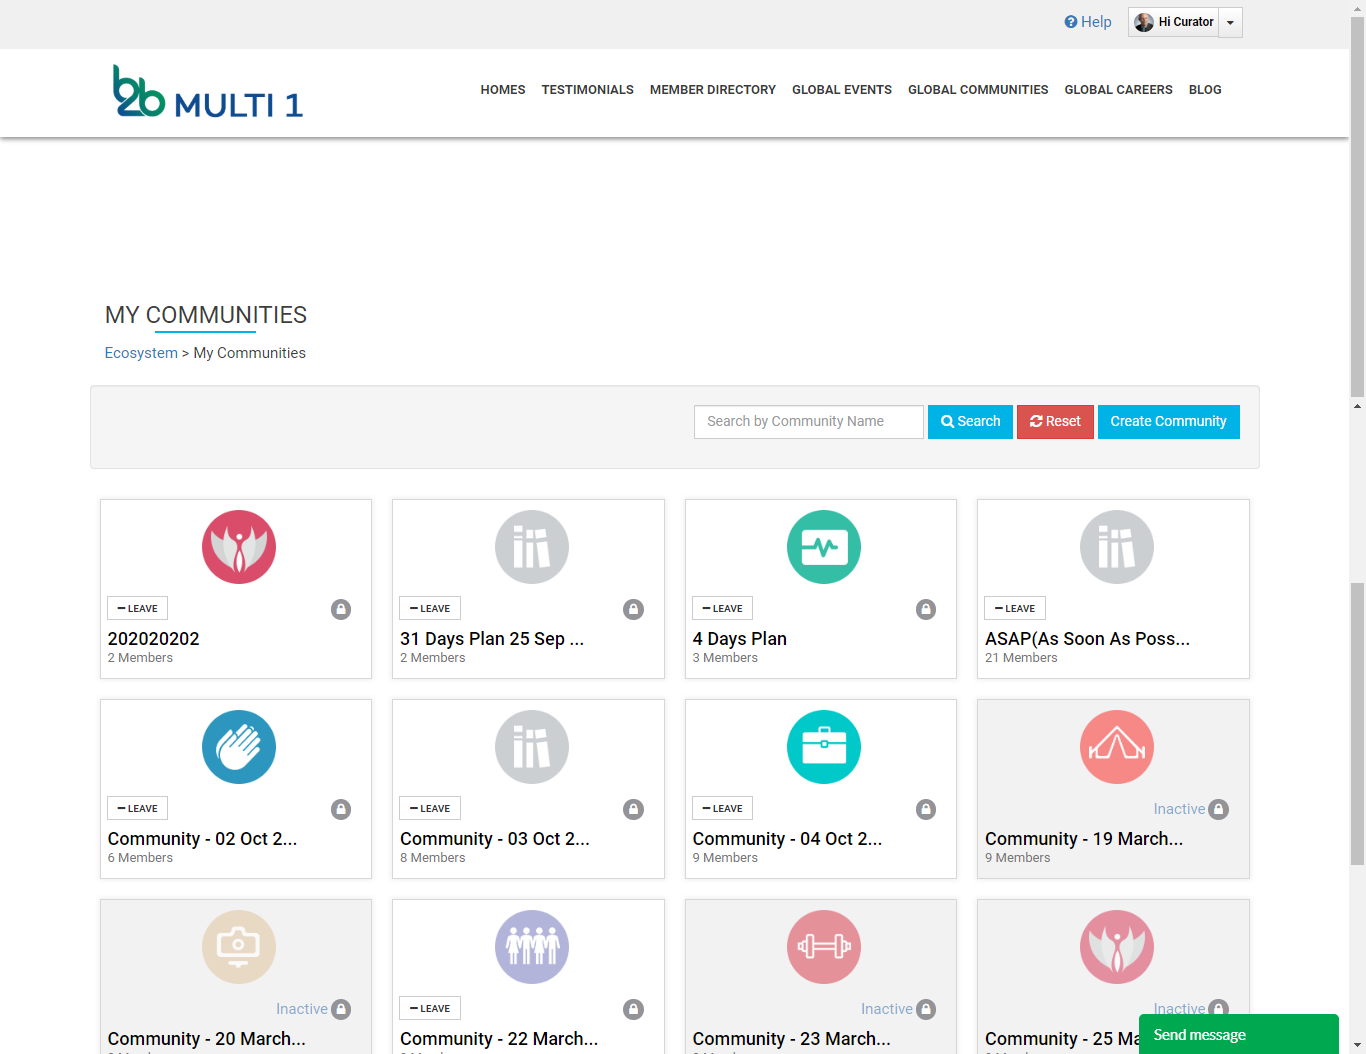 Help
Hi Curator
b2b MULTI 1
HOMES TESTIMONIALS MEMBER DIRECTORY GLOBAL EVENTS GLOBAL COMMUNITIES GLOBAL CAREERS BLOG
MY COMMUNITIES
Ecosystem > My Communities
Search by Community Name Search Reset Create Community
LEAVE
202020202
2 Members
LEAVE
31 Days Plan 25 Sep ...
2 Members
LEAVE
4 Days Plan
3 Members
LEAVE
ASAP(As Soon As Poss...
21 Members
LEAVE
Community - 02 Oct 2...
6 Members
LEAVE
Community - 03 Oct 2...
8 Members
LEAVE
Community - 04 Oct 2...
9 Members
Inactive
Community - 19 March...
9 Members
Inactive
Community - 20 March...
LEAVE
Community - 22 March...
Inactive
Community - 23 March...
Inactive
Community - 25 Ma
Send message